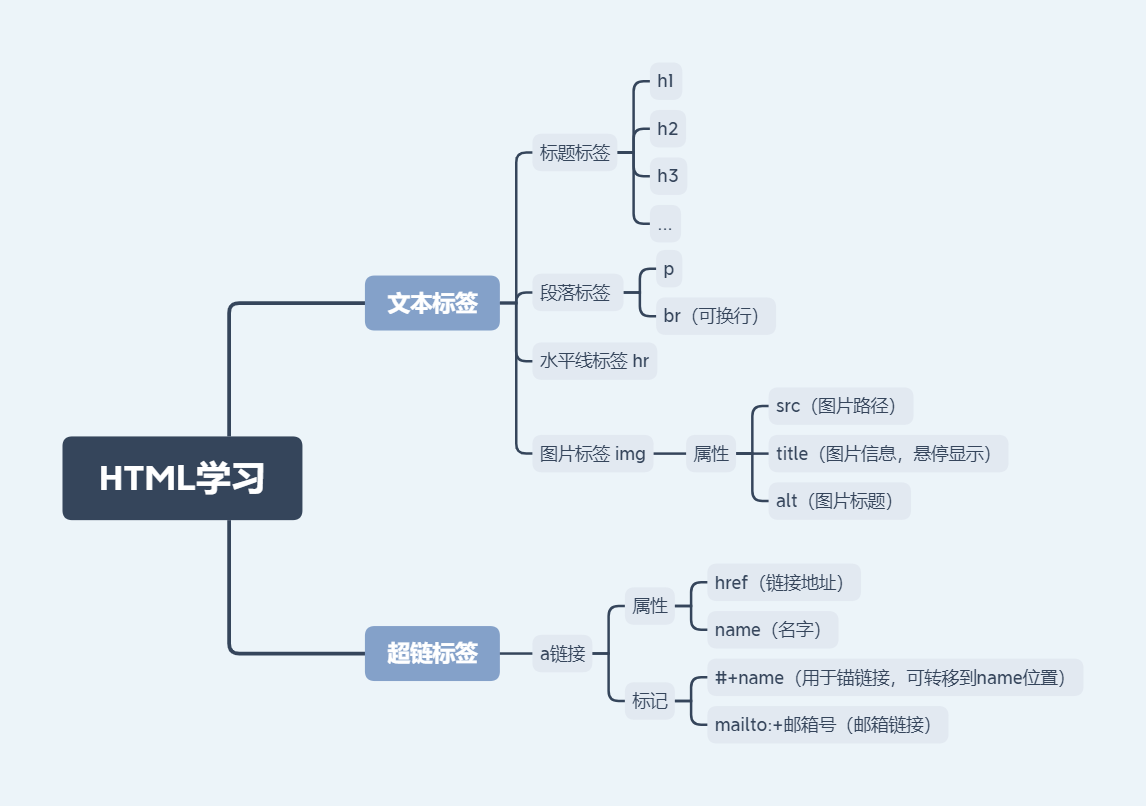 HTML学习
文本标签
标题标签
h1
h2
h3
...
段落标签
p
br（可换行）
水平线标签 hr
图片标签 img
属性
src（图片路径）
title（图片信息，悬停显示）
alt（图片标题）
超链标签
a链接
属性
href（链接地址）
name（名字）
标记
#+name（用于锚链接，可转移到name位置）
mailto:+邮箱号（邮箱链接）